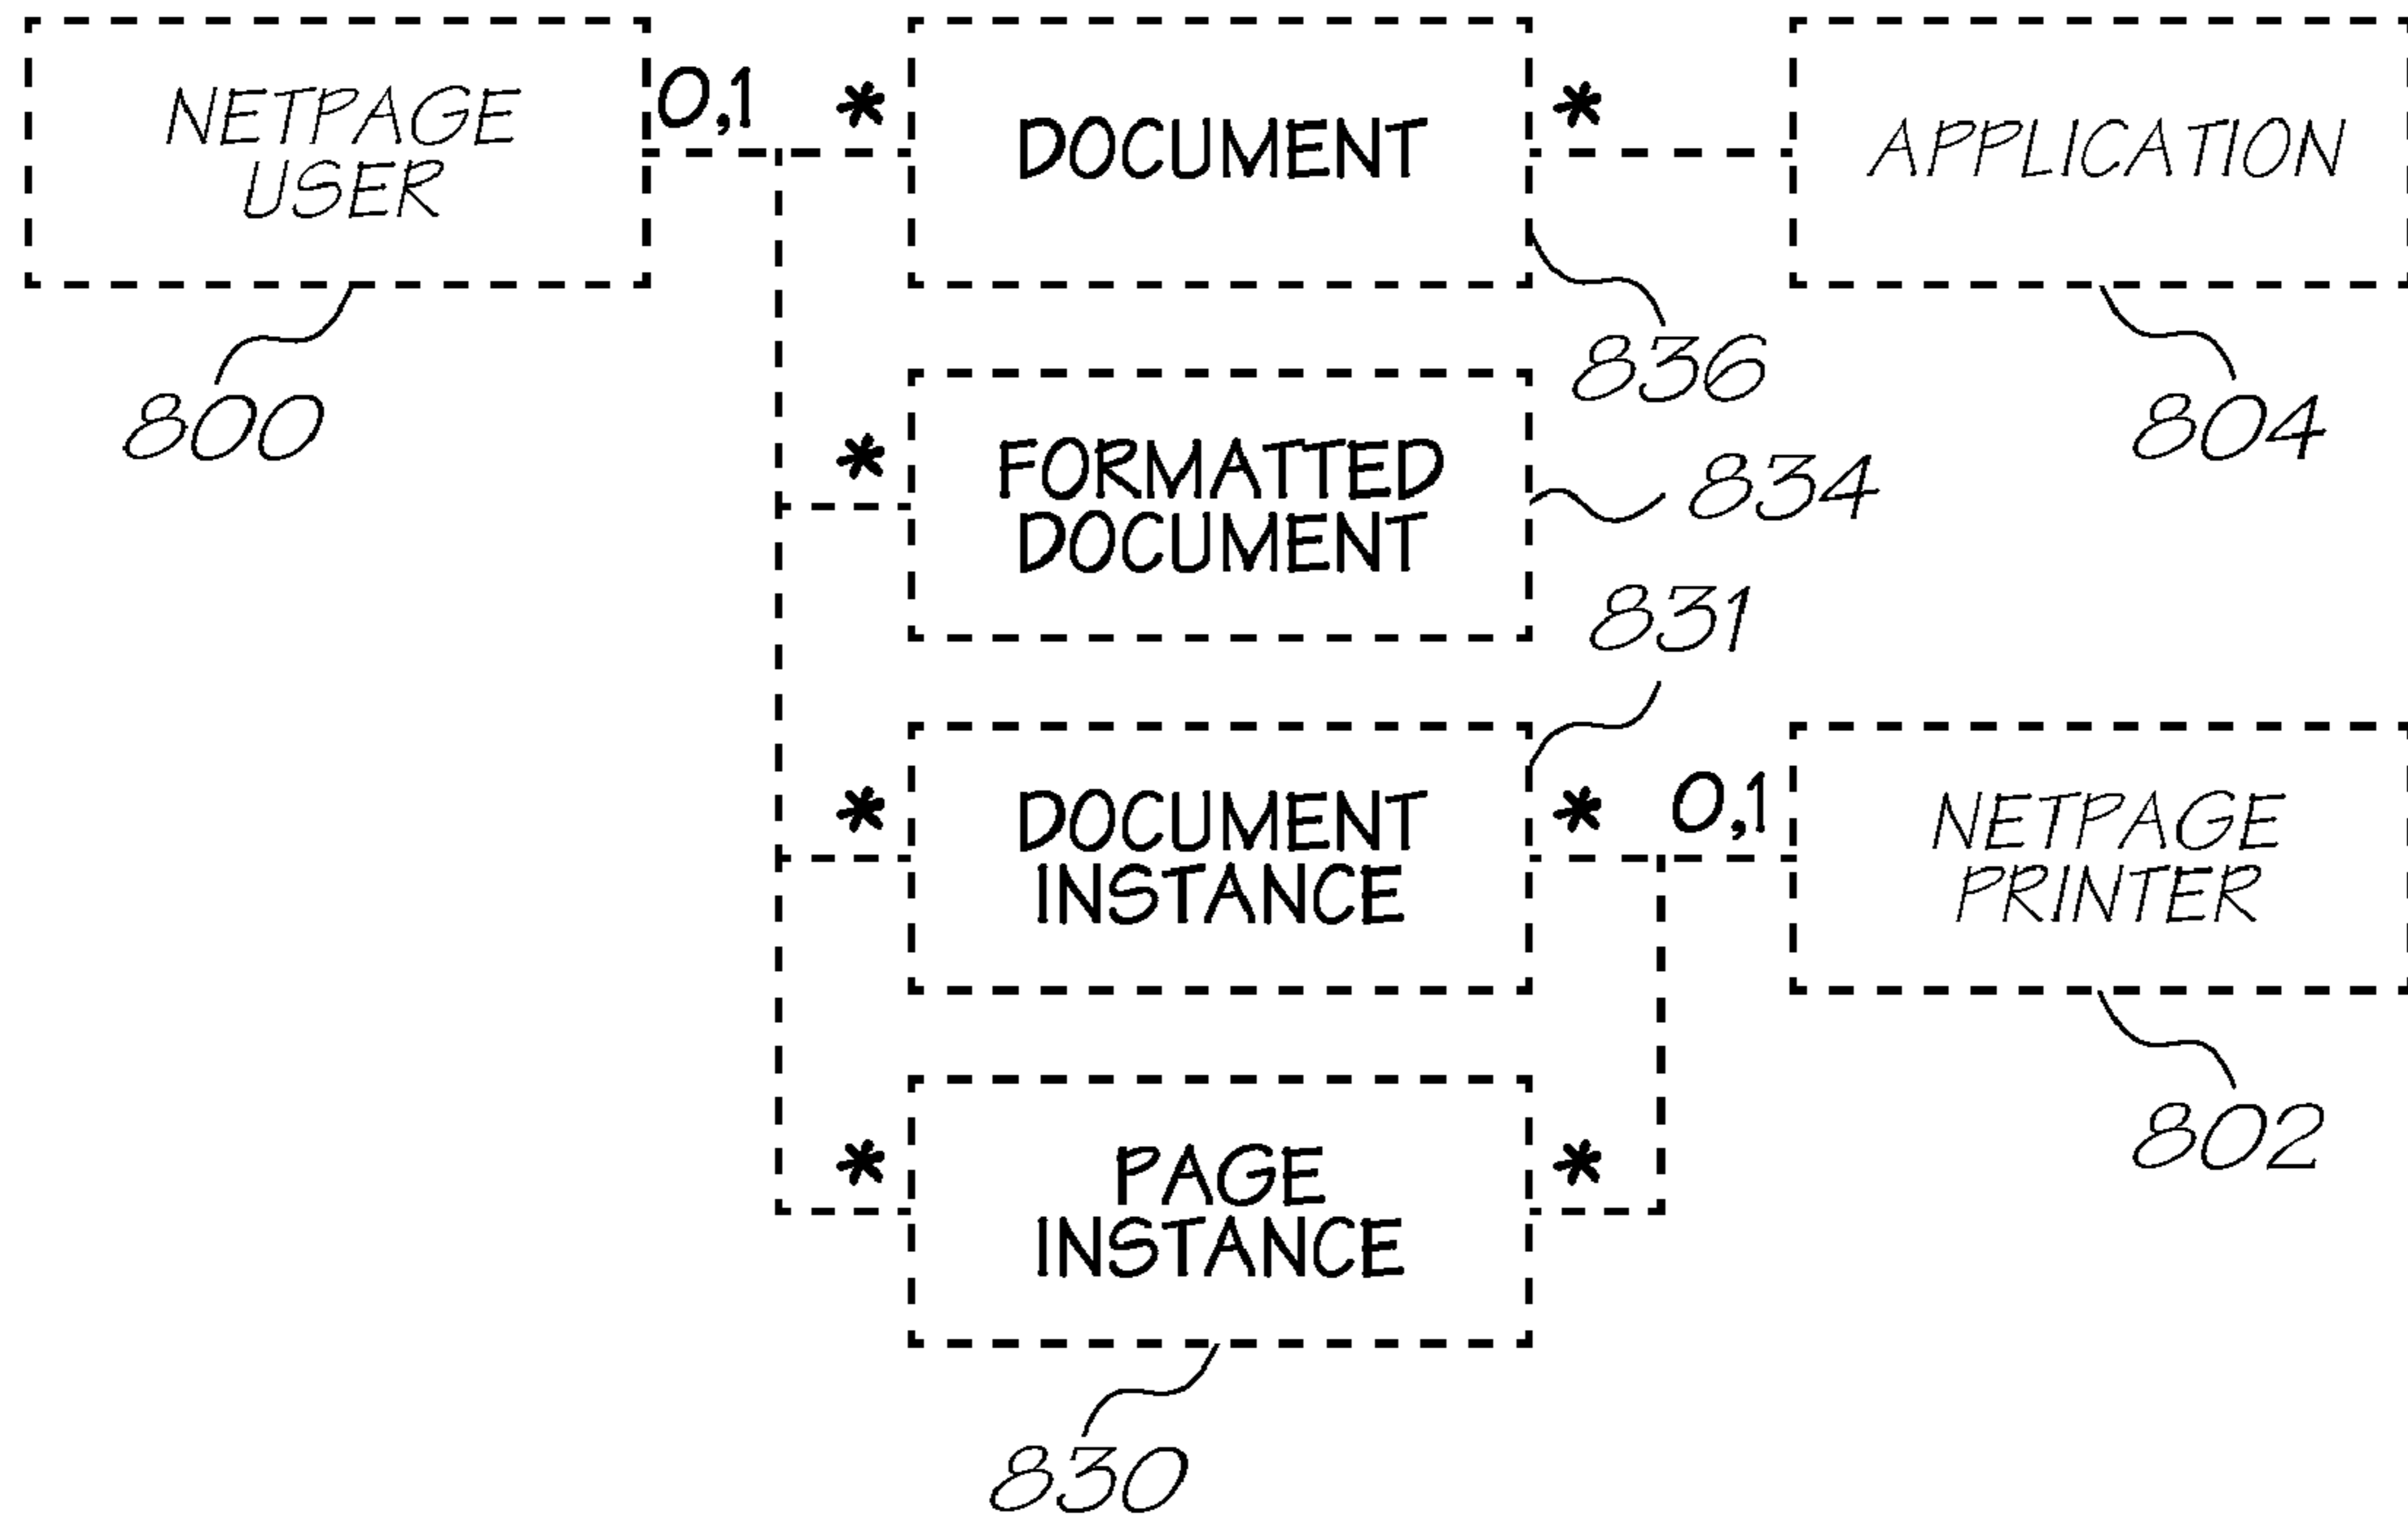 NETPAGE
USER
0,1
*
DOCUMENT
*
APPLICATION
800
836
804
*
FORMATTED
DOCUMENT
834
831
*
DOCUMENT
INSTANCE
*
0,1
NETPAGE
PRINTER
802
*
PAGE
INSTANCE
*
830